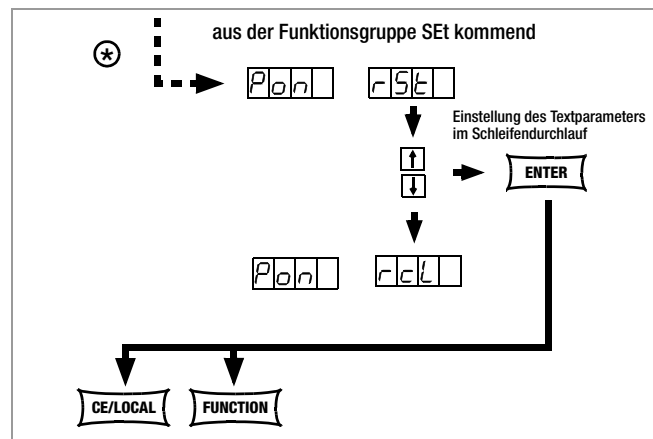 aus der Funktionsgruppe SEt kommend
Pon rSt
Einstellung des Textparameters
im Schleifendurchlauf
ENTER
Pon rcL
CE/LOCAL FUNCTION